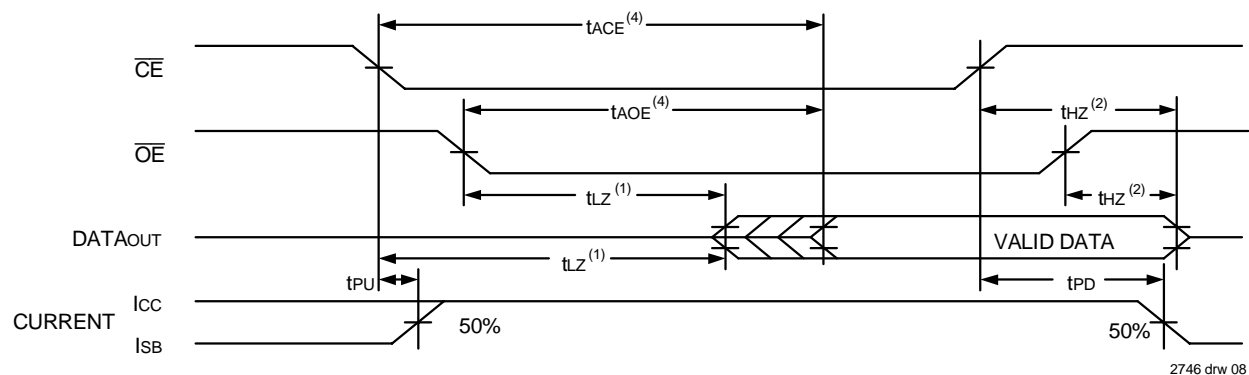 tACE(4)
CE
tAOE(4)
tHZ(2)
OE
tLZ(1)
tHZ(2)
DATAOUT
VALID DATA
tLZ(1)
tPU
tPD
ICC
CURRENT
50%
50%
ISB
2746 drw 08